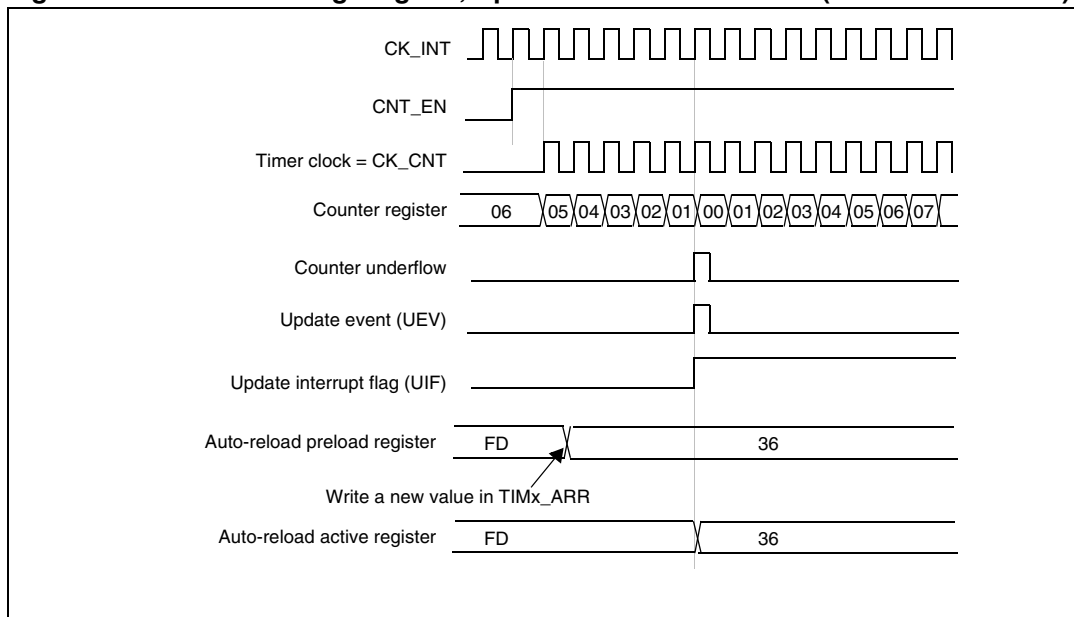 CK_INT
CNT_EN
Timer clock = CK_CNT
Counter register 06 05 04 03 02 01 00 01 02 03 04 05 06 07
Counter underflow
Update event (UEV)
Update interrupt flag (UIF)
Auto-reload preload register FD 36
Write a new value in TIMx_ARR
Auto-reload active register FD 36